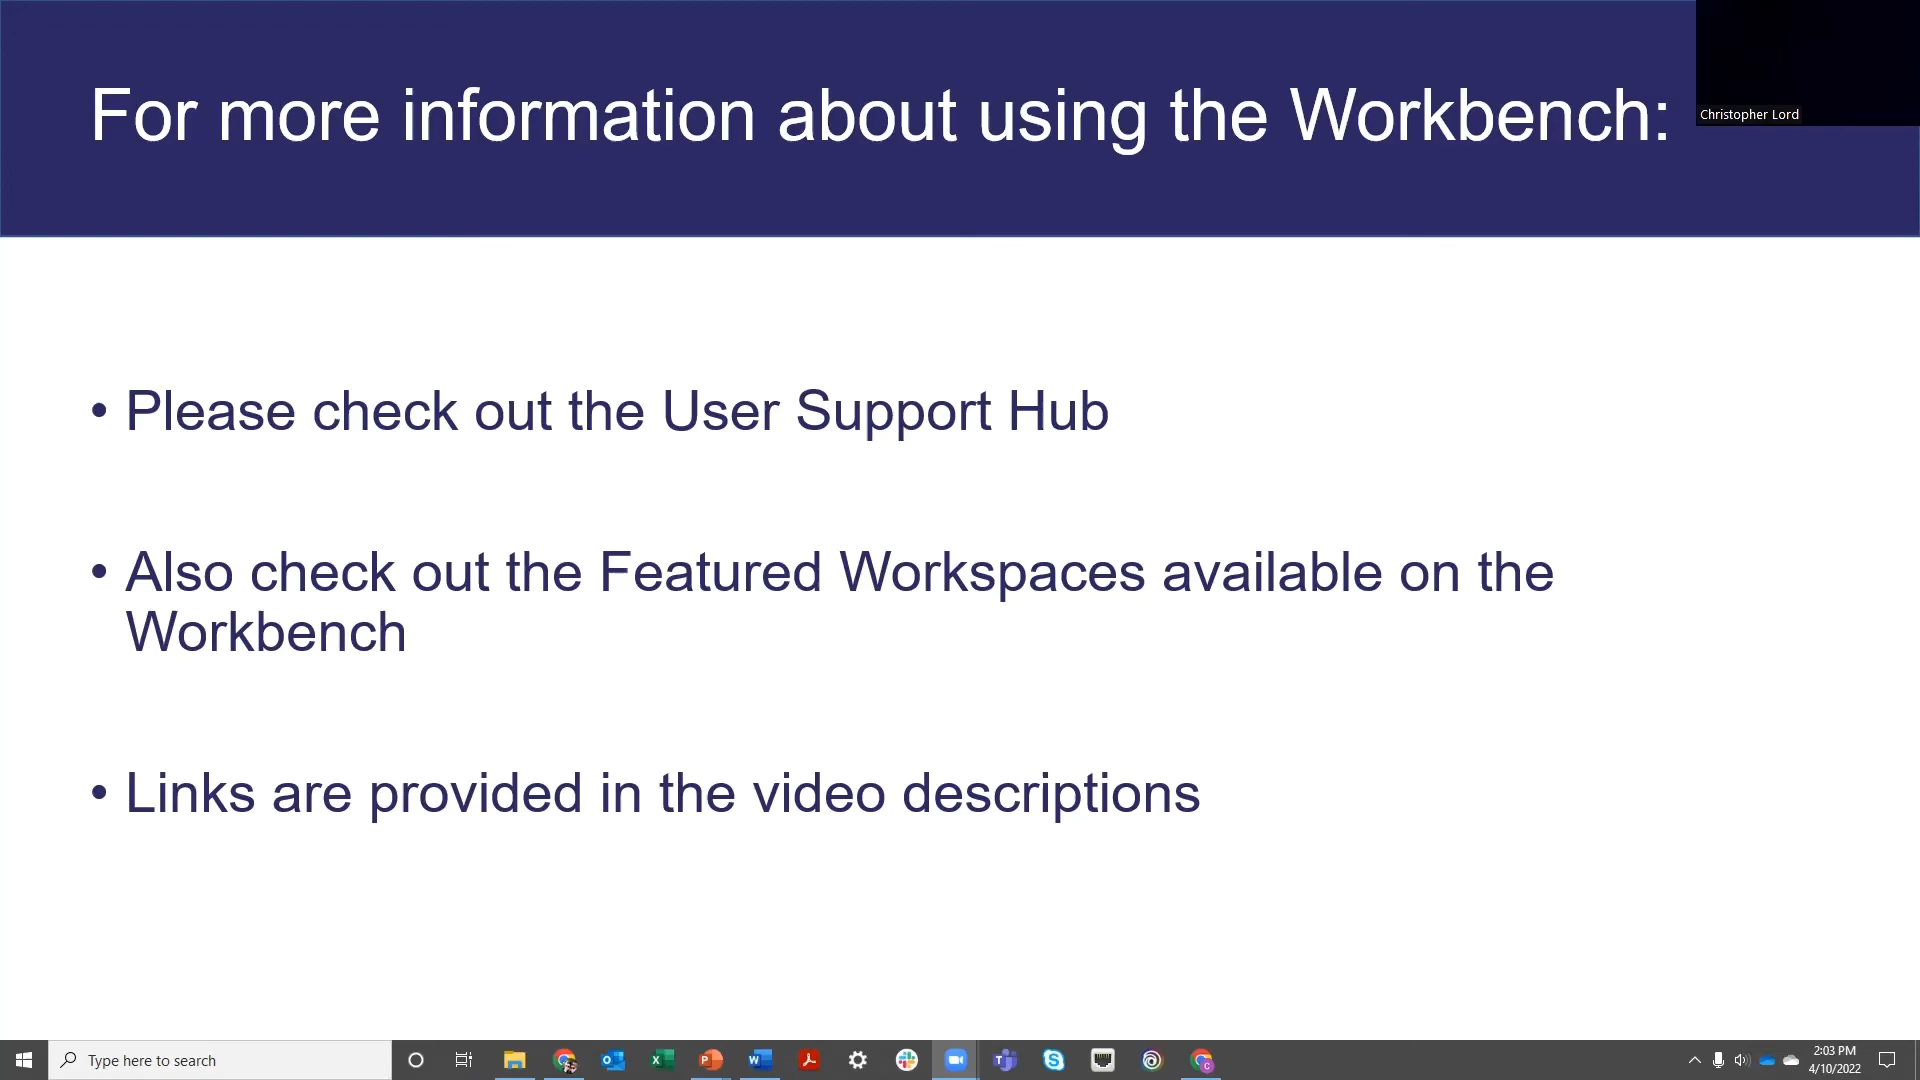 For more information about using the Workbench:
Christopher Lord
• Please check out the User Support Hub
• Also check out the Featured Workspaces available on the
Workbench
• Links are provided in the video descriptions
Type here to search
2:03 PM
4/10/2022